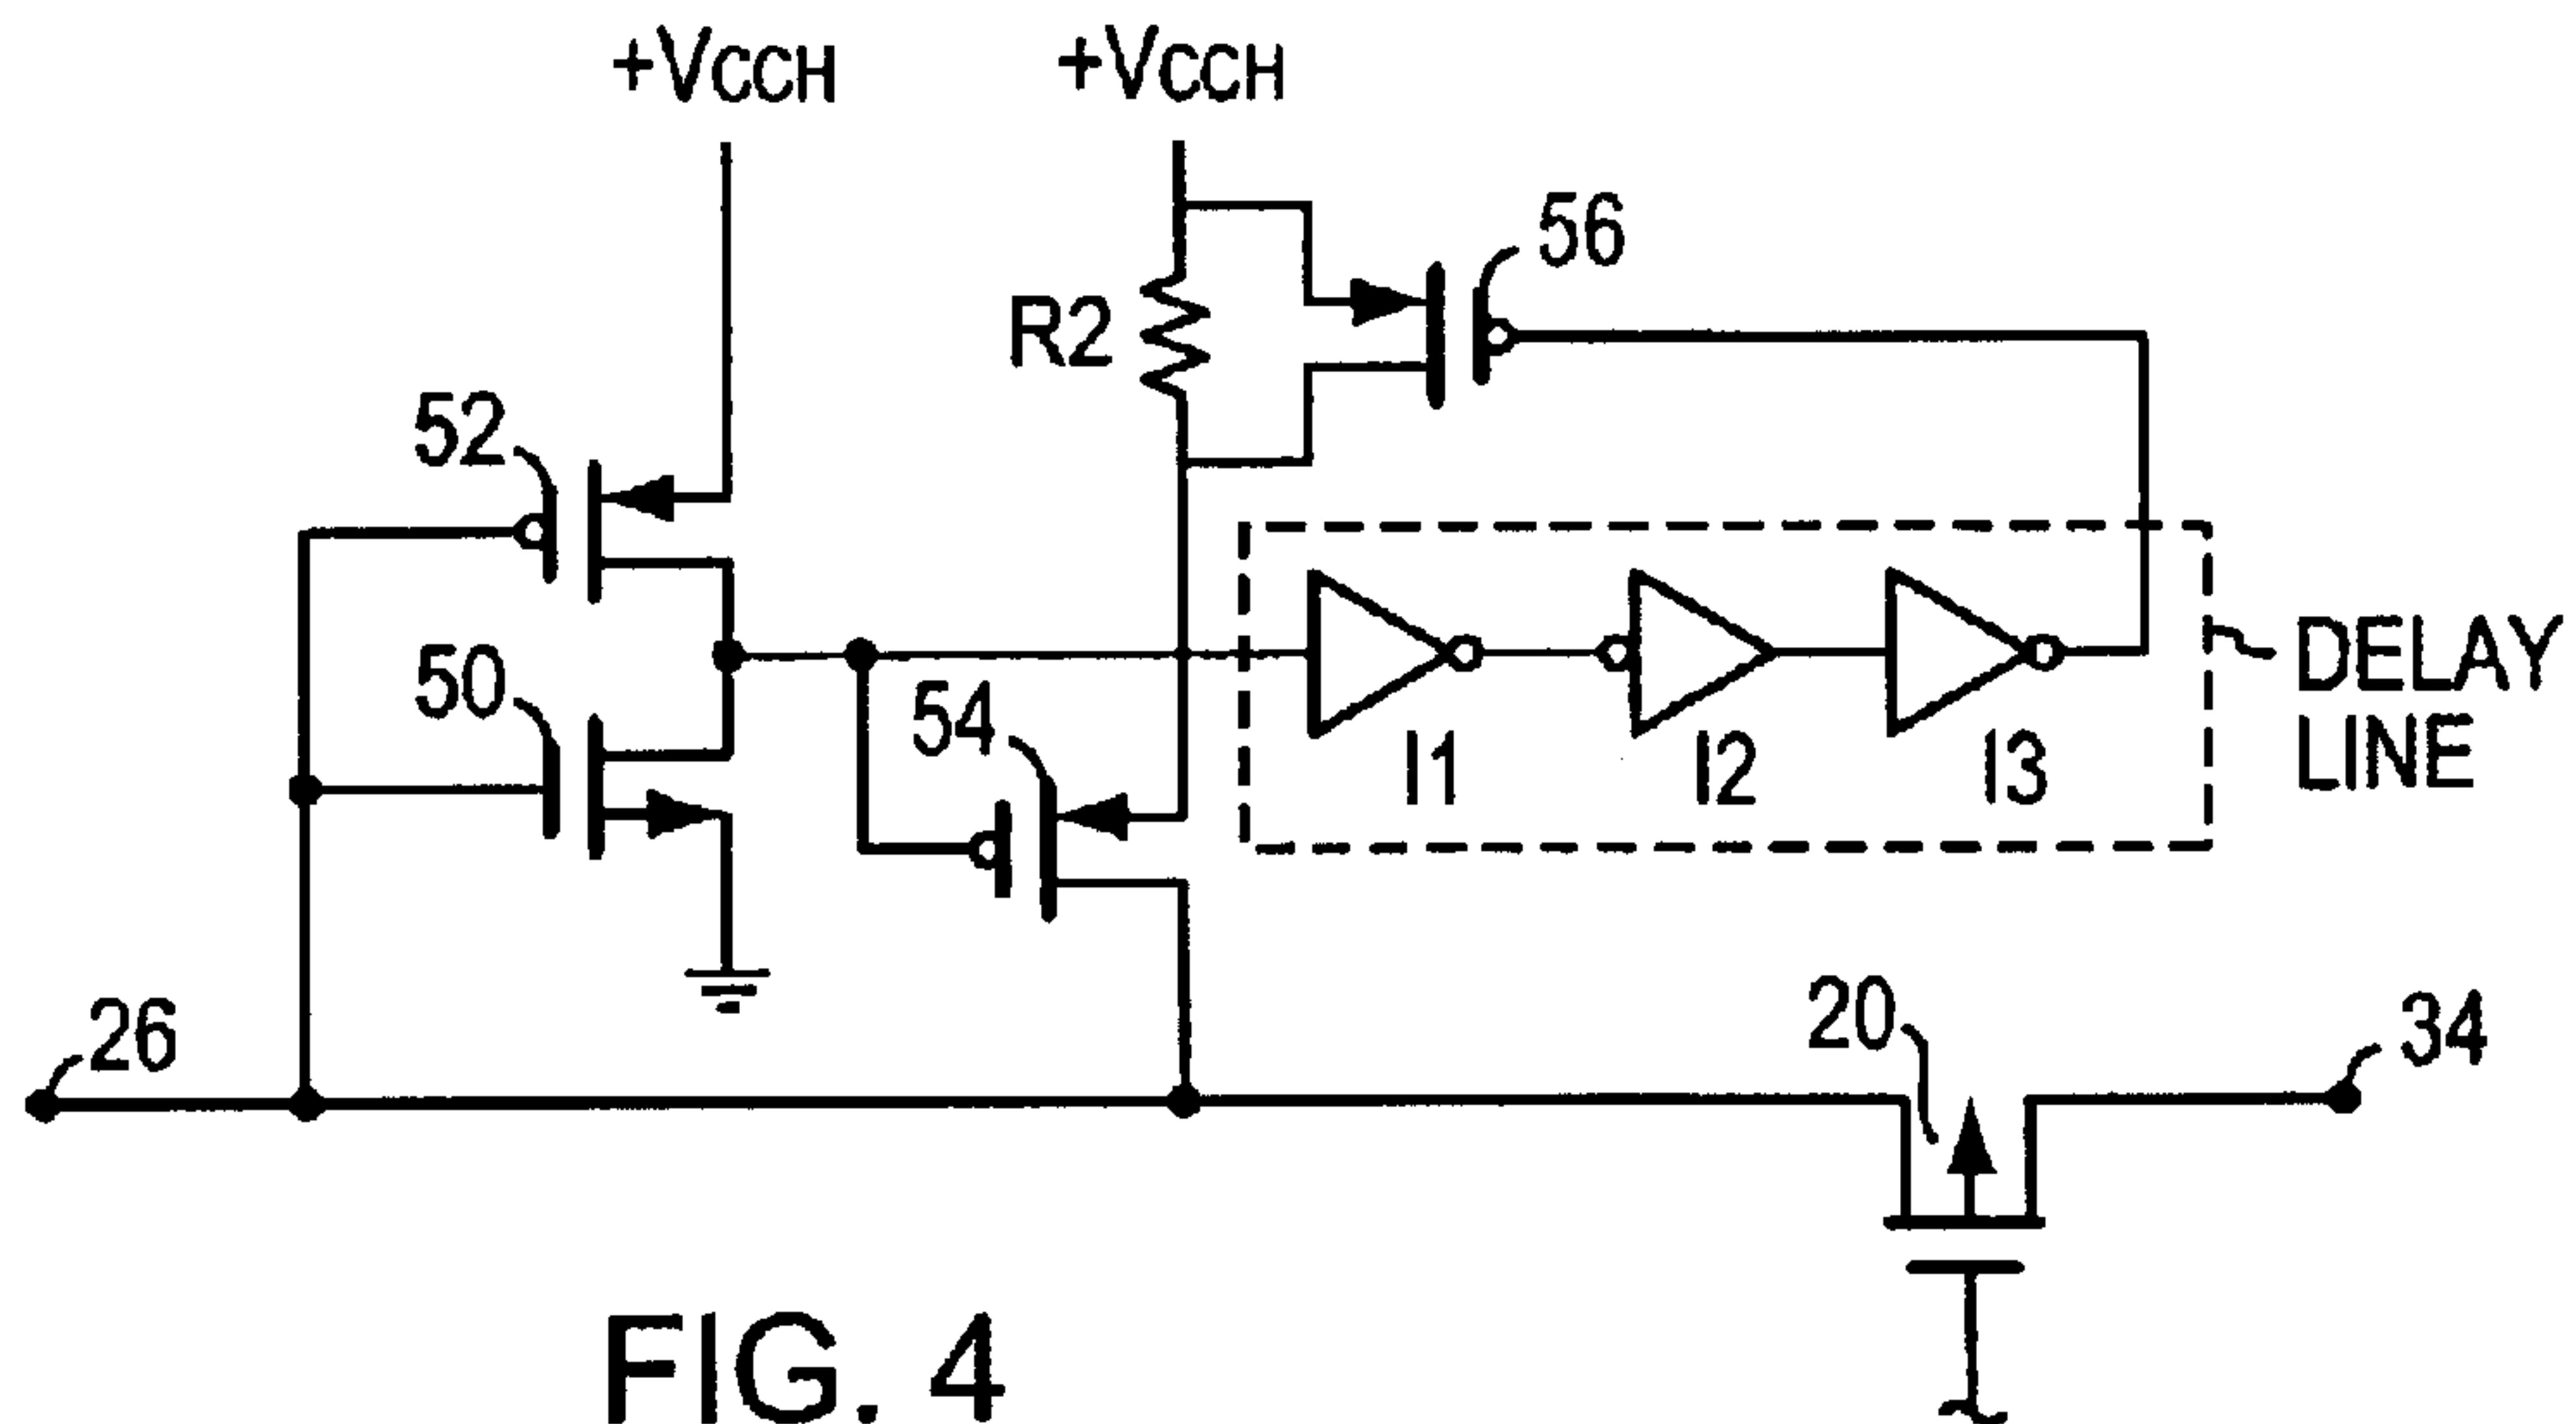 +VCCH
+VCCH
56
R2
52
50
54
I1
I2
I3
DELAY
LINE
26
20
34
FIG. 4